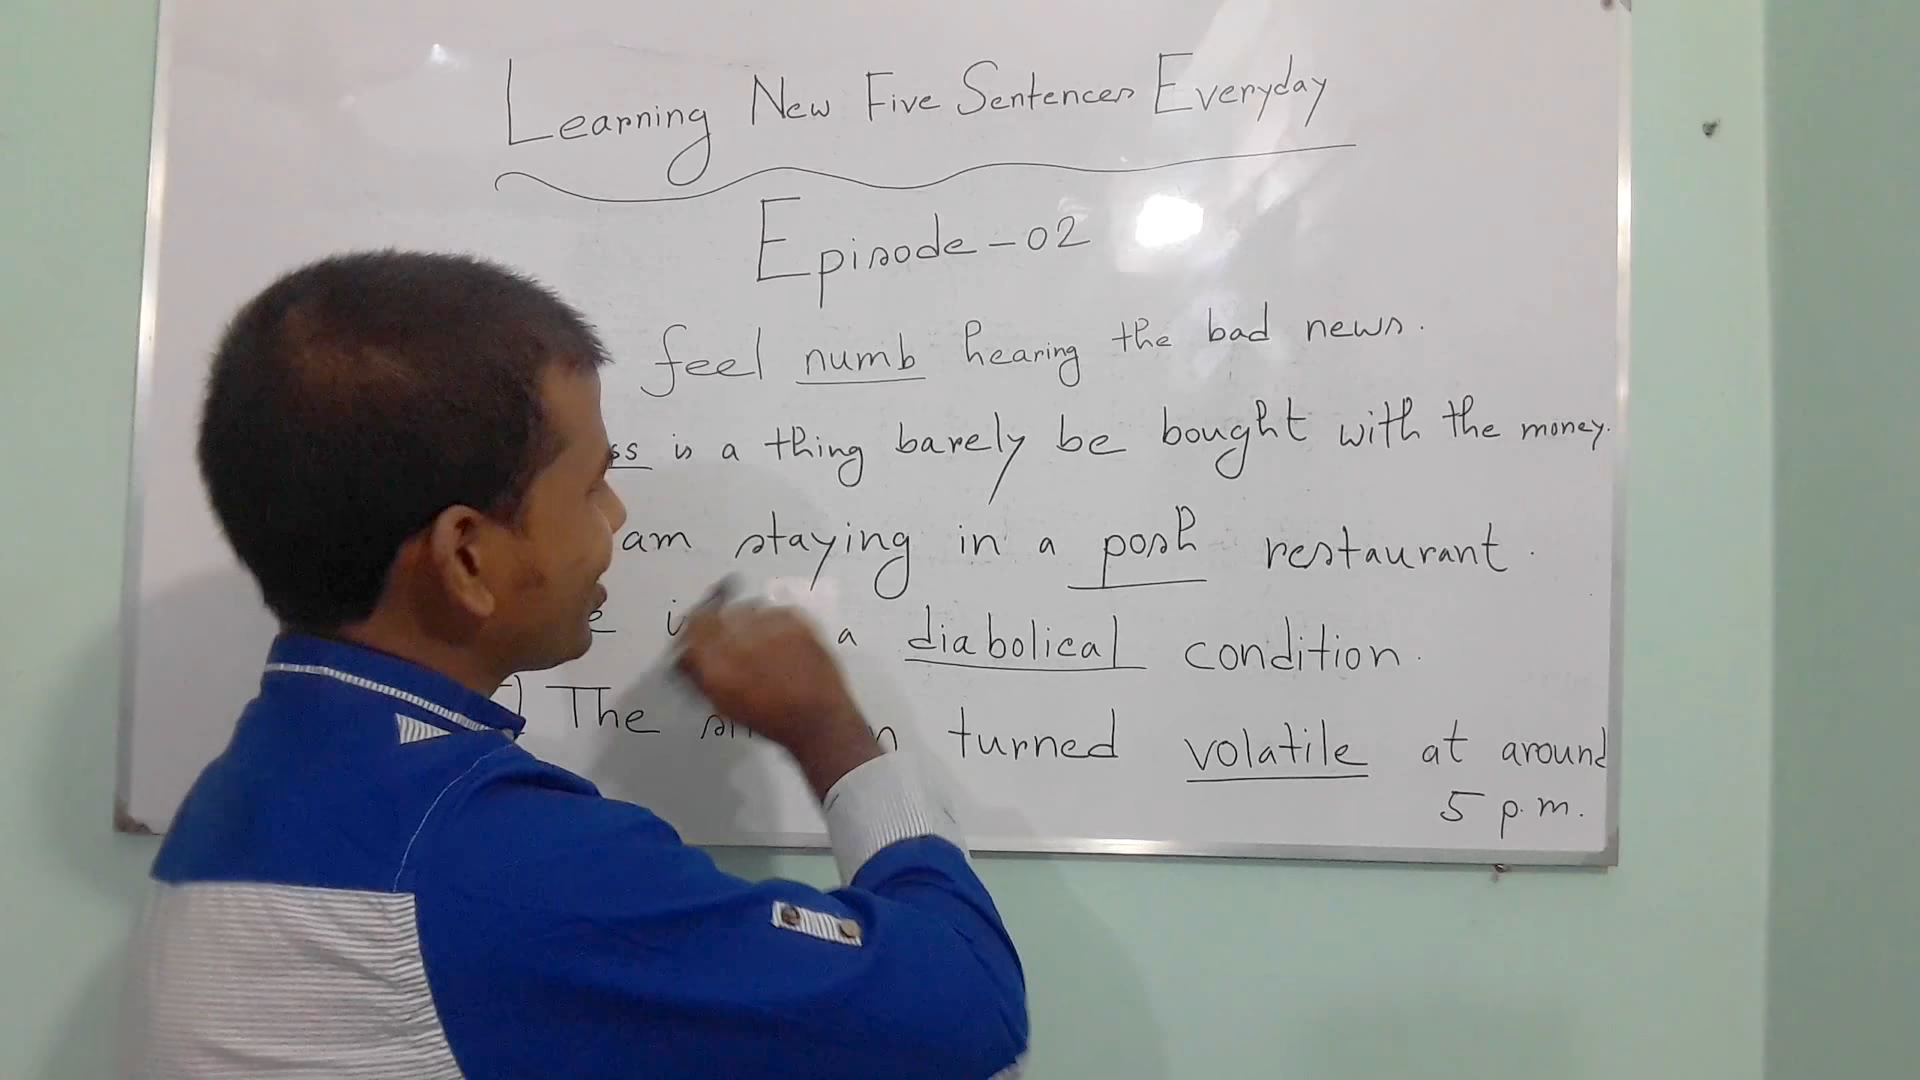 Learning New Five Sentences Everyday
Episode-02
feel numb hearing the bad news.
ss is a thing barely be bought with the money.
am staying in a posh restaurant.
a diabolical condition.
The turned volatile at around
5 p.m.